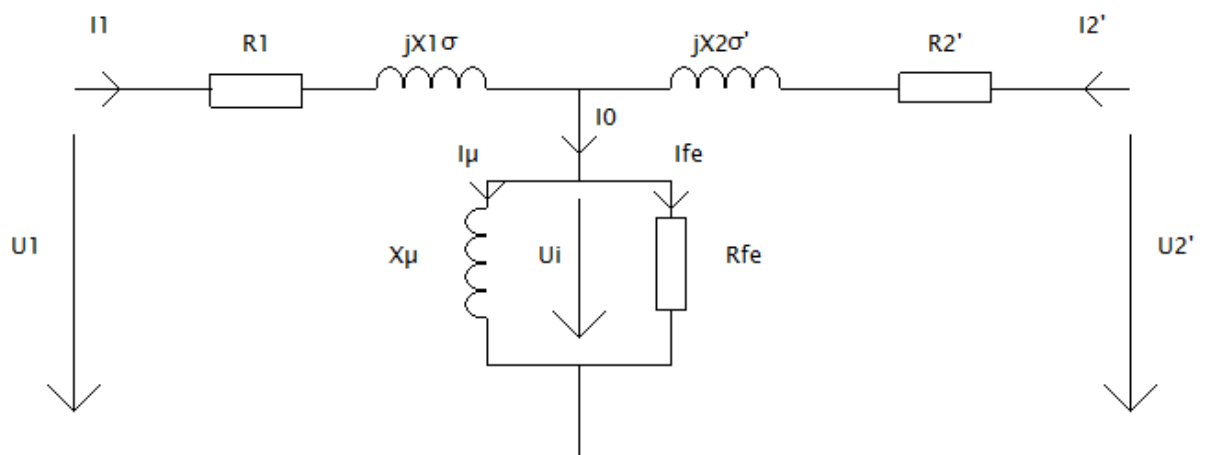 I1
R1
jX1σ
jX2σ'
R2'
I2'
I0
Iμ
Ife
U1
Xμ
Ui
Rfe
U2'